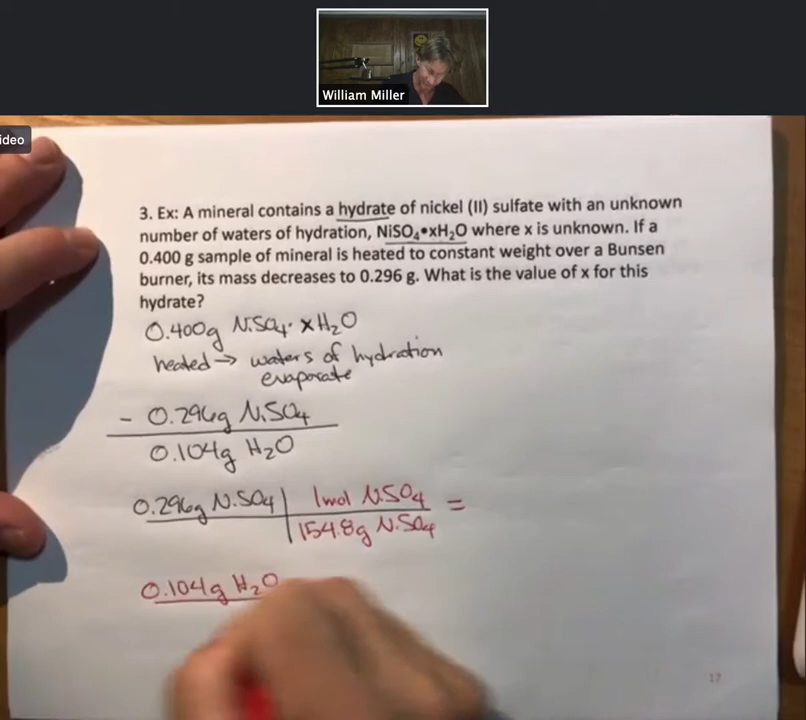 William Miller
ideo
3. Ex: A mineral contains a hydrate of nickel (II) sulfate with an unknown
number of waters of hydration, NiSO₄•xH₂O where x is unknown. If a
0.400 g sample of mineral is heated to constant weight over a Bunsen
burner, its mass decreases to 0.296 g. What is the value of x for this
hydrate?
0.400g NiSO₄· xH₂O
heated → waters of hydration
evaporate
- 0.296g NiSO₄
0.104g H₂O
0.296g NiSO₄ | 1mol NiSO₄ =
154.8g NiSO₄
0.104g H₂O
17